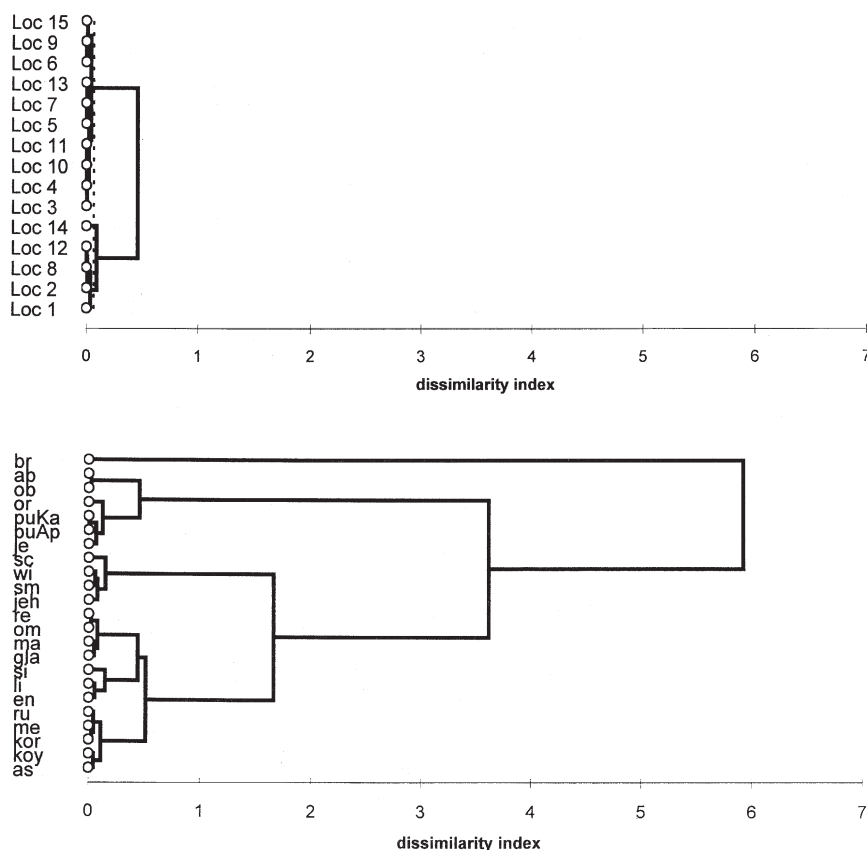 Loc 15
Loc 9
Loc 6
Loc 13
Loc 7
Loc 5
Loc 11
Loc 10
Loc 4
Loc 3
Loc 14
Loc 12
Loc 8
Loc 2
Loc 1
0 1 2 3 4 5 6 7
dissimilarity index
br
ap
ob
or
puKa
puAp
je
sc
wi
sm
jeh
re
om
ma
gla
si
li
en
ru
me
kor
koy
as
0 1 2 3 4 5 6 7
dissimilarity index